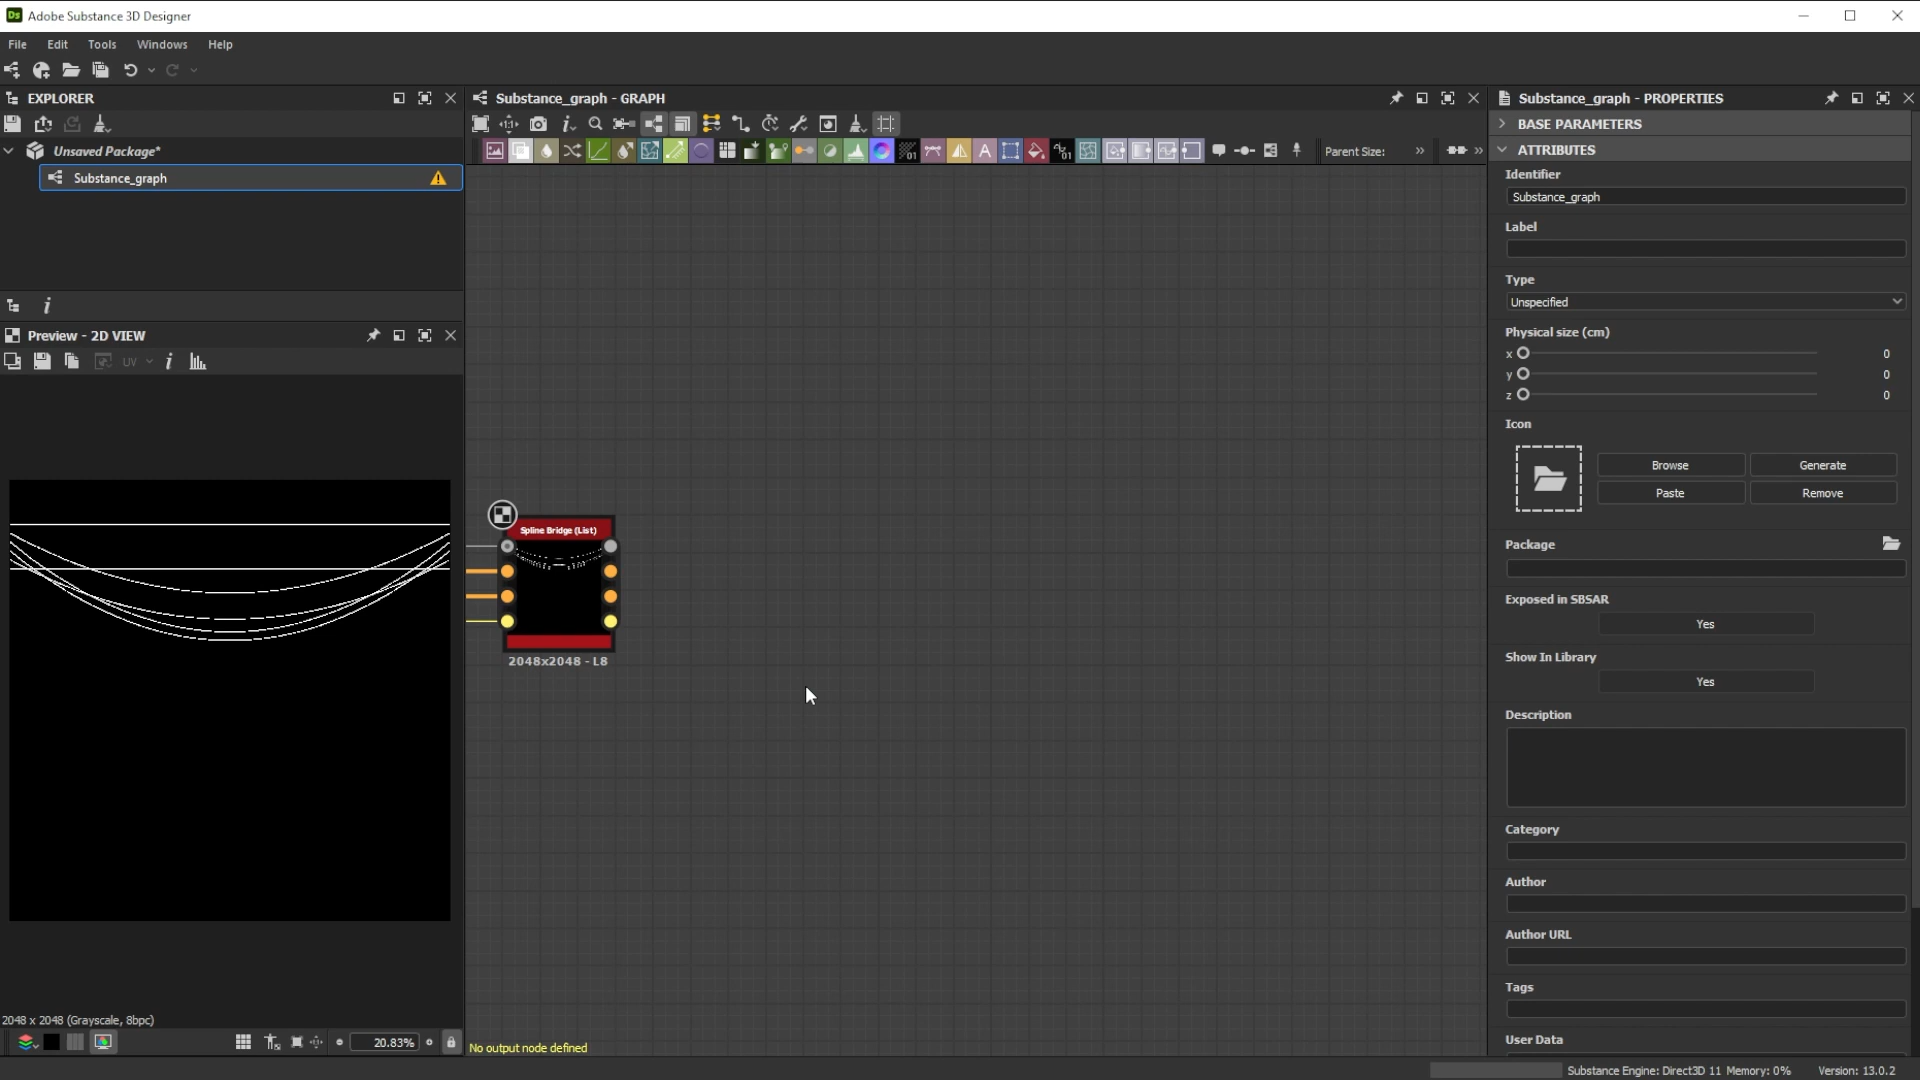 Ds Adobe Substance 3D Designer
File Edit Tools Windows Help
EXPLORER
Unsaved Package*
Substance_graph
Preview - 2D VIEW
UV
2048 x 2048 (Grayscale, 8bpc)
20.83%
Substance_graph - GRAPH
Parent Size:
Spline Bridge (List)
2048x2048 - L8
No output node defined
Substance_graph - PROPERTIES
BASE PARAMETERS
ATTRIBUTES
Identifier
Substance_graph
Label
Type
Unspecified
Physical size (cm)
x 0
y 0
z 0
Icon
Browse Generate
Paste Remove
Package
Exposed in SBSAR
Yes
Show In Library
Yes
Description
Category
Author
Author URL
Tags
User Data
Substance Engine: Direct3D 11 Memory: 0% Version: 13.0.2